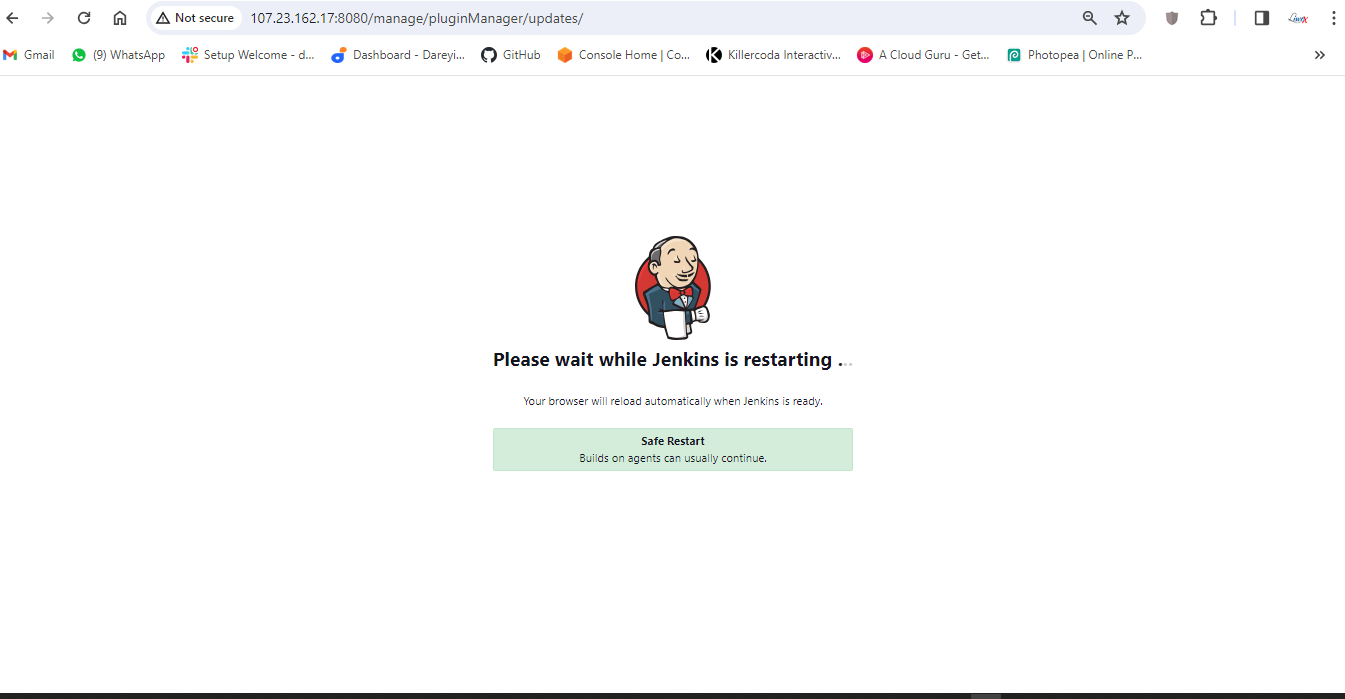 Not secure
107.23.162.17:8080/manage/pluginManager/updates/
Gmail
(9) WhatsApp
Setup Welcome - d...
Dashboard - Dareyi...
GitHub
Console Home | Co...
Killercoda Interactiv...
A Cloud Guru - Get...
Photopea | Online P...
Please wait while Jenkins is restarting ...
Your browser will reload automatically when Jenkins is ready.
Safe Restart
Builds on agents can usually continue.